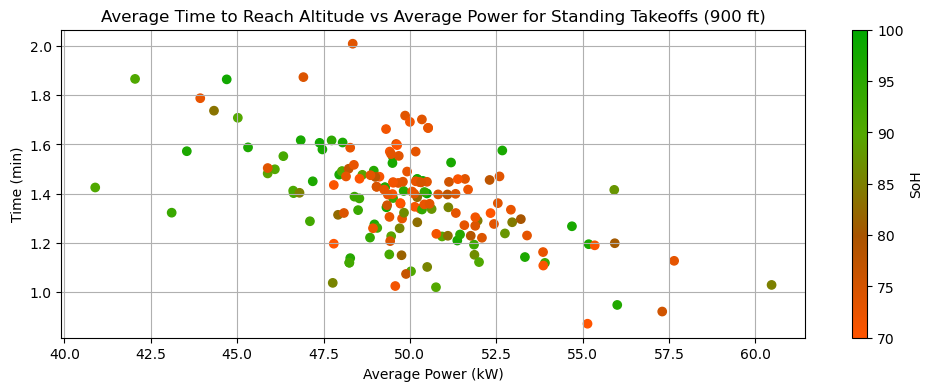 Average Time to Reach Altitude vs Average Power for Standing Takeoffs (900 ft)
Time (min)
2.0
1.8
1.6
1.4
1.2
1.0
40.0 42.5 45.0 47.5 50.0 52.5 55.0 57.5 60.0
Average Power (kW)
100
95
90
85
80
75
70
SoH